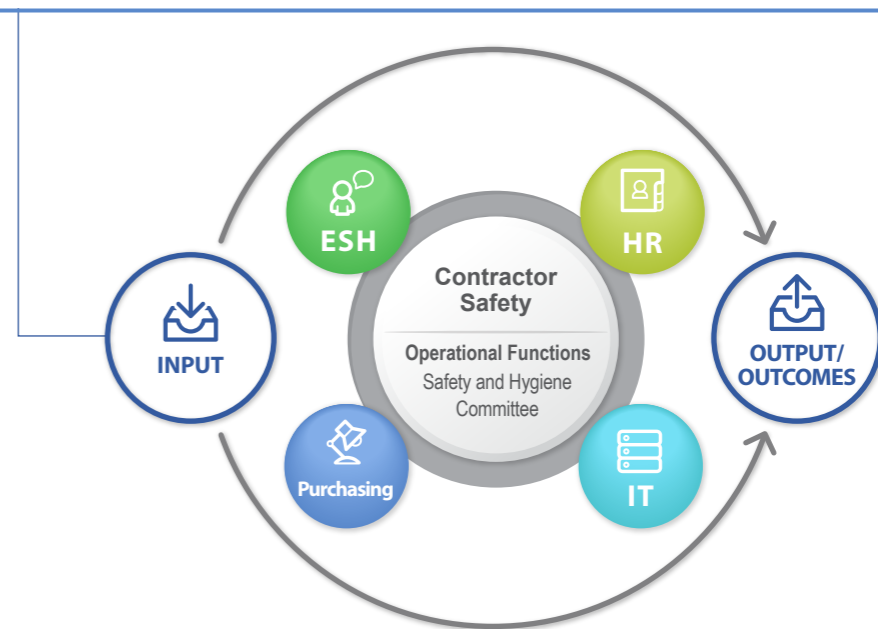 ESH
HR
Contractor
Safety
Operational Functions
Safety and Hygiene
Committee
INPUT
OUTPUT/
OUTCOMES
Purchasing
IT